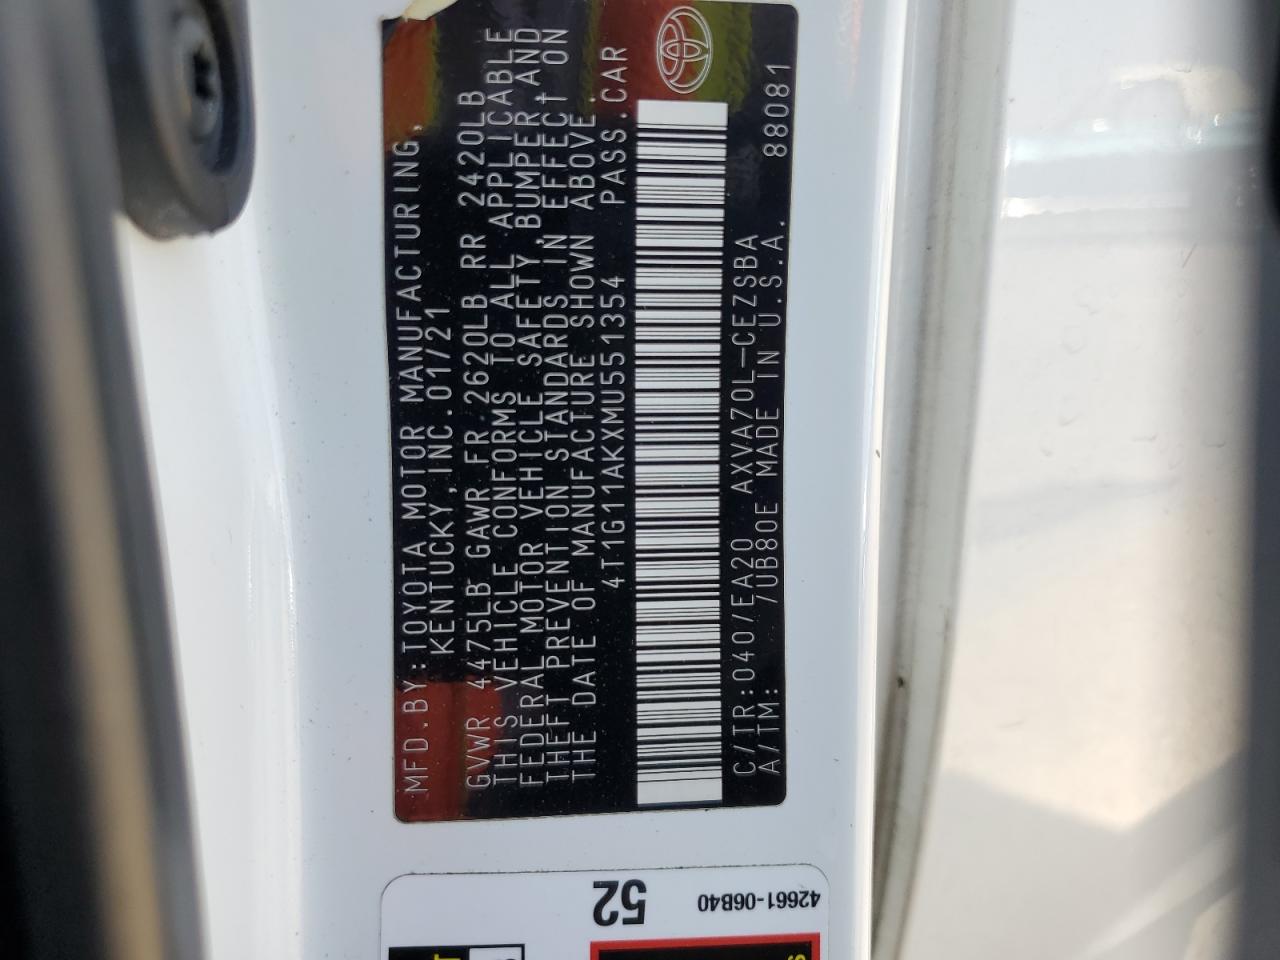 MFD.BY:TOYOTA MOTOR MANUFACTURING,
KENTUCKY,INC.01/21
GVWR 4475LB GAWR FR 2620LB RR 2420LB
THIS VEHICLE CONFORMS TO ALL APPLICABLE
FEDERAL MOTOR VEHICLE SAFETY, BUMPER, AND
THEFT PREVENTION STANDARDS IN EFFECT ON
THE DATE OF MANUFACTURE SHOWN ABOVE.
4T1G11AKXMU551354 PASS.CAR
C/TR:040/EA20 AXVA70L-CEZSBA
A/TM: /UB80E MADE IN U.S.A. 88081
52
42661-06B40